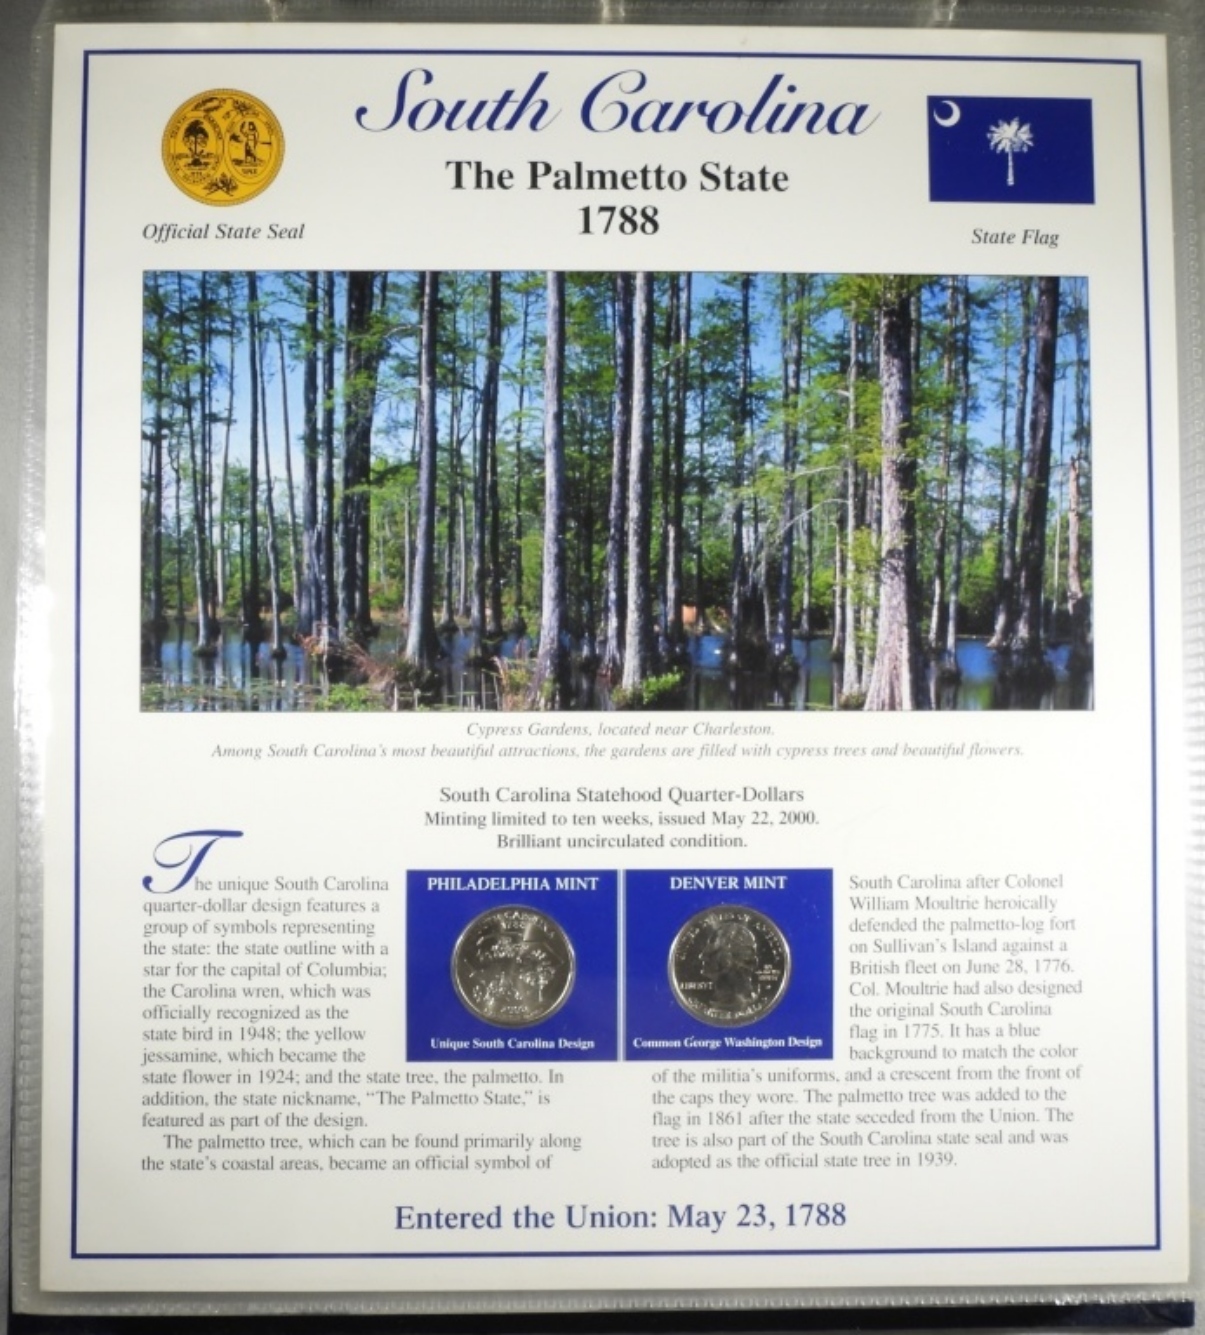 South Carolina
The Palmetto State
1788
Official State Seal
State Flag
Cypress Gardens, located near Charleston.
Among South Carolina's most beautiful attractions, the gardens are filled with cypress trees and beautiful flowers.
South Carolina Statehood Quarter-Dollars
Minting limited to ten weeks, issued May 22, 2000.
Brilliant uncirculated condition.
The unique South Carolina
quarter-dollar design features a
group of symbols representing
the state: the state outline with a
star for the capital of Columbia;
the Carolina wren, which was
officially recognized as the
state bird in 1948; the yellow
jessamine, which became the
state flower in 1924; and the state tree, the palmetto. In
addition, the state nickname, "The Palmetto State," is
featured as part of the design.
The palmetto tree, which can be found primarily along
the state's coastal areas, became an official symbol of
PHILADELPHIA MINT
Unique South Carolina Design
DENVER MINT
LIBERTY
Common George Washington Design
South Carolina after Colonel
William Moultrie heroically
defended the palmetto-log fort
on Sullivan's Island against a
British fleet on June 28, 1776.
Col. Moultrie had also designed
the original South Carolina
flag in 1775. It has a blue
background to match the color
of the militia's uniforms, and a crescent from the front of
the caps they wore. The palmetto tree was added to the
flag in 1861 after the state seceded from the Union. The
tree is also part of the South Carolina state seal and was
adopted as the official state tree in 1939.
Entered the Union: May 23, 1788